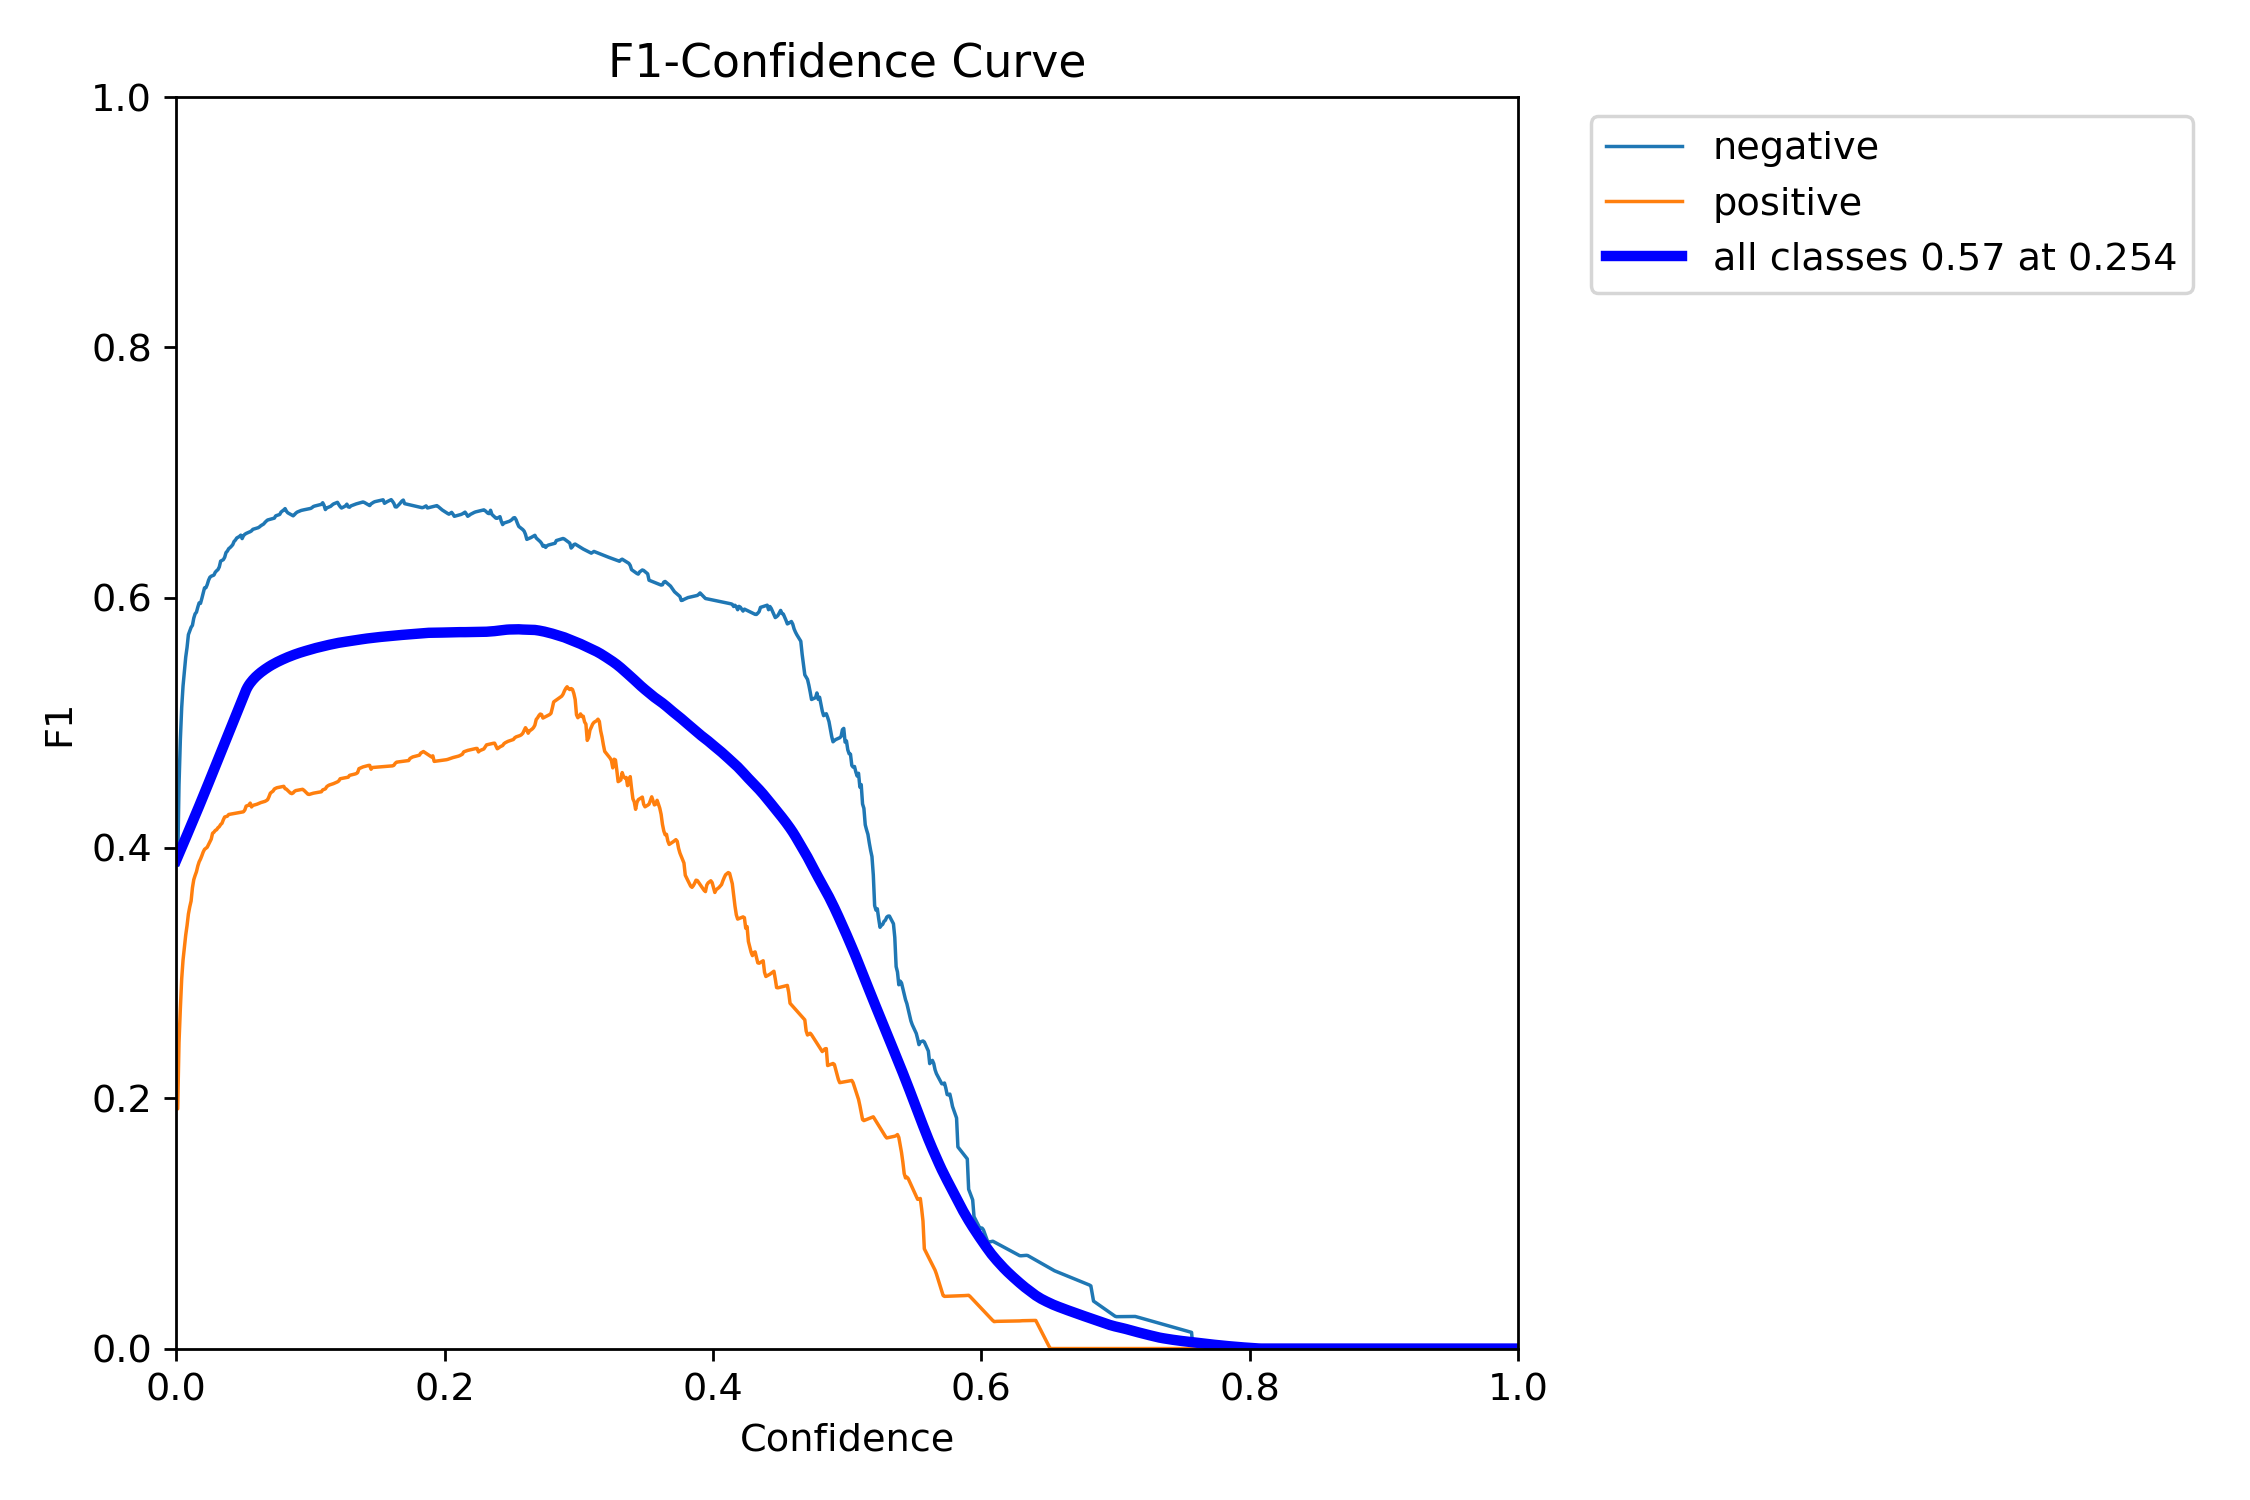 F1-Confidence Curve
1.0
0.8
0.6
0.4
0.2
0.0
F1
0.0 0.2 0.4 0.6 0.8 1.0
Confidence
negative
positive
all classes 0.57 at 0.254